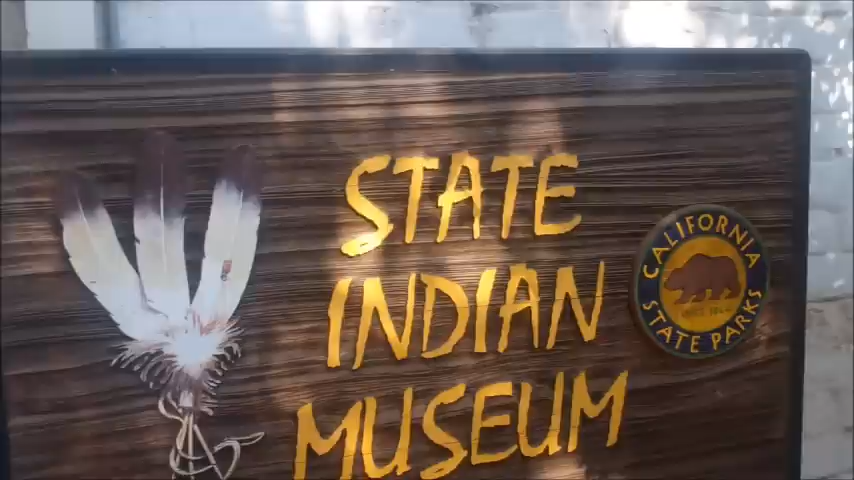 STATE
INDIAN
MUSEUM
CALIFORNIA
STATE PARKS